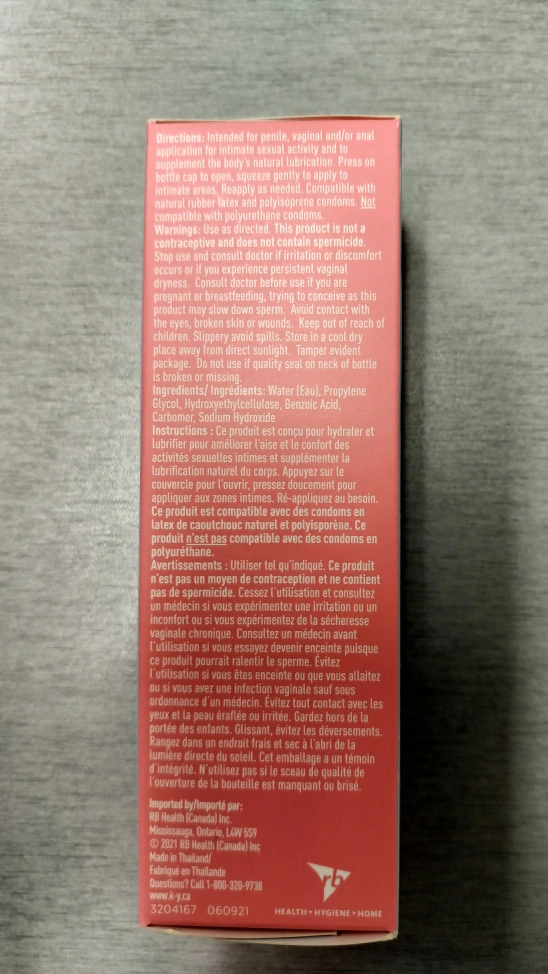 Directions: Intended for penile, vaginal and/or anal
application for intimate sexual activity and to
supplement the body's natural lubrication. Press on
bottle cap to open, squeeze gently to apply to
intimate areas. Reapply as needed. Compatible with
natural rubber latex and polyisoprene condoms. Not
compatible with polyurethane condoms.
Warnings: Use as directed. This product is not a
contraceptive and does not contain spermicide.
Stop use and consult doctor if irritation or discomfort
occurs or if you experience persistent vaginal
dryness. Consult doctor before use if you are
pregnant or breastfeeding, trying to conceive as this
product may slow down sperm. Avoid contact with
the eyes, broken skin or wounds. Keep out of reach of
children. Slippery avoid spills. Store in a cool dry
place away from direct sunlight. Tamper evident
package. Do not use if quality seal on neck of bottle
is broken or missing.
Ingredients/ Ingrédients: Water (Eau), Propylene
Glycol, Hydroxyethylcellulose, Benzoic Acid,
Carbomer, Sodium Hydroxide
Instructions : Ce produit est conçu pour hydrater et
lubrifier pour améliorer l'aise et le confort des
activités sexuelles intimes et supplémenter la
lubrification naturel du corps. Appuyez sur le
couvercle pour l'ouvrir, pressez doucement pour
appliquer aux zones intimes. Ré-appliquez au besoin.
Ce produit est compatible avec des condoms en
latex de caoutchouc naturel et polyisporène. Ce
produit n'est pas compatible avec des condoms en
polyuréthane.
Avertissements : Utiliser tel qu'indiqué. Ce produit
n'est pas un moyen de contraception et ne contient
pas de spermicide. Cessez l'utilisation et consultez
un médecin si vous expérimentez une irritation ou un
inconfort ou si vous expérimentez de la sécheresse
vaginale chronique. Consultez un médecin avant
l'utilisation si vous essayez devenir enceinte puisque
ce produit pourrait ralentir le sperme. Évitez
l'utilisation si vous êtes enceinte ou que vous allaitez
ou si vous avez une infection vaginale sauf sous
ordonnance d'un médecin. Évitez tout contact avec les
yeux et la peau éraflée ou irritée. Gardez hors de la
portée des enfants. Glissant, évitez les déversements.
Rangez dans un endroit frais et sec à l'abri de la
lumière directe du soleil. Cet emballage a un témoin
d'intégrité. N'utilisez pas si le sceau de qualité de
l'ouverture de la bouteille est manquant ou brisé.
Imported by/Importé par:
RB Health (Canada) Inc.
Mississauga, Ontario, L4W 5S9
© 2021 RB Health (Canada) Inc
Made in Thailand/
Fabriqué en Thaïlande
Questions? Call 1-800-320-9738
www.k-y.ca
3204167 060921
rb
HEALTH • HYGIENE • HOME